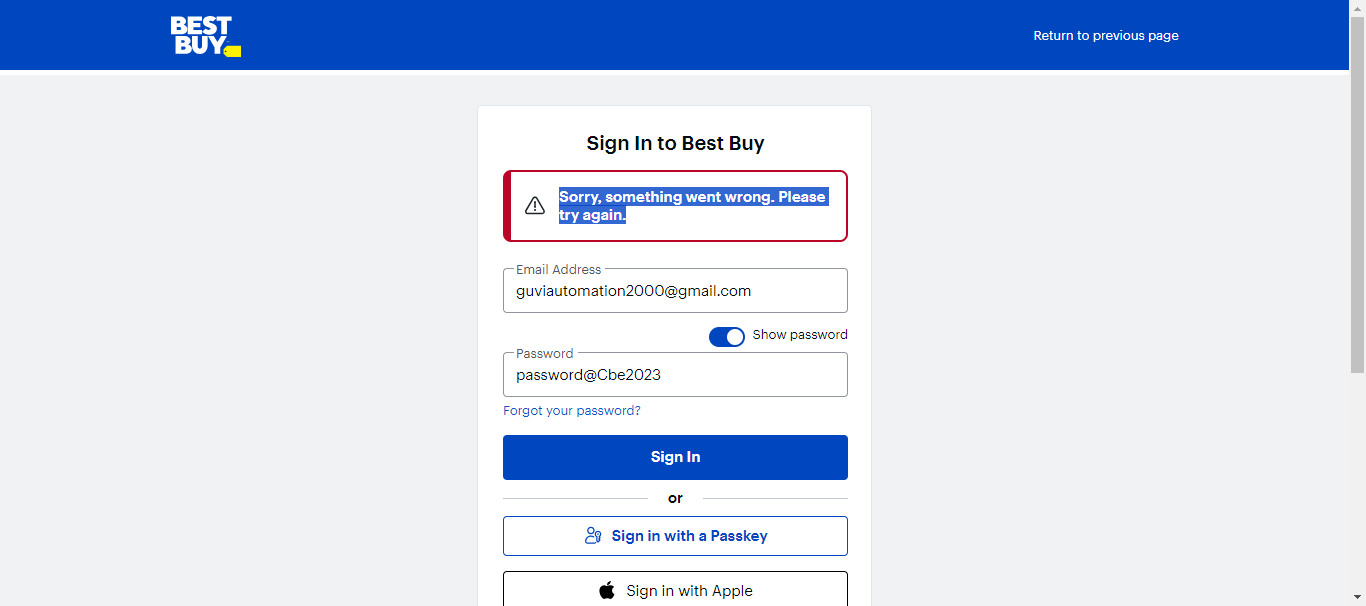 BEST
BUY
Return to previous page
Sign In to Best Buy
Sorry, something went wrong. Please
try again.
Email Address
guviautomation2000@gmail.com
Show password
Password
password@Cbe2023
Forgot your password?
Sign In
or
Sign in with a Passkey
Sign in with Apple